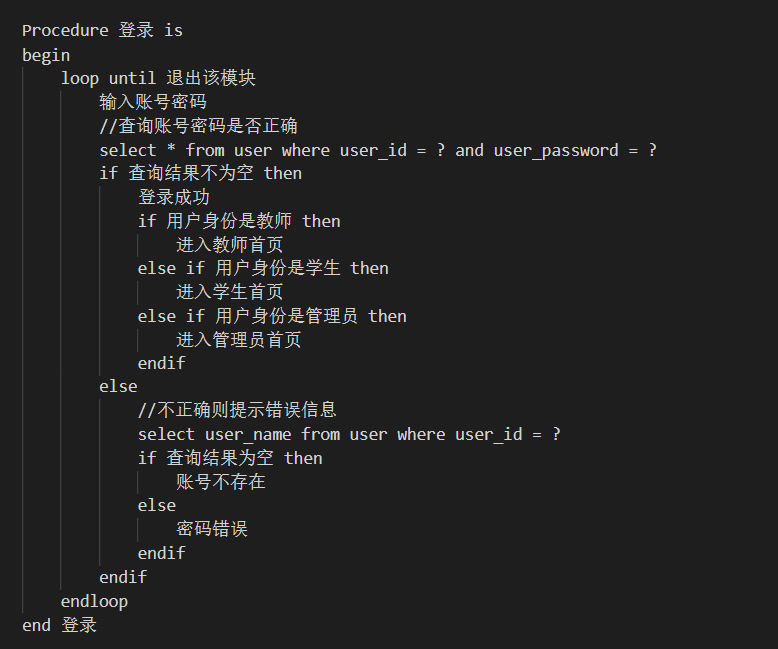 Procedure 登录 is
begin
loop until 退出该模块
输入账号密码
//查询账号密码是否正确
select * from user where user_id = ? and user_password = ?
if 查询结果不为空 then
登录成功
if 用户身份是教师 then
进入教师首页
else if 用户身份是学生 then
进入学生首页
else if 用户身份是管理员 then
进入管理员首页
endif
else
//不正确则提示错误信息
select user_name from user where user_id = ?
if 查询结果为空 then
账号不存在
else
密码错误
endif
endif
endloop
end 登录